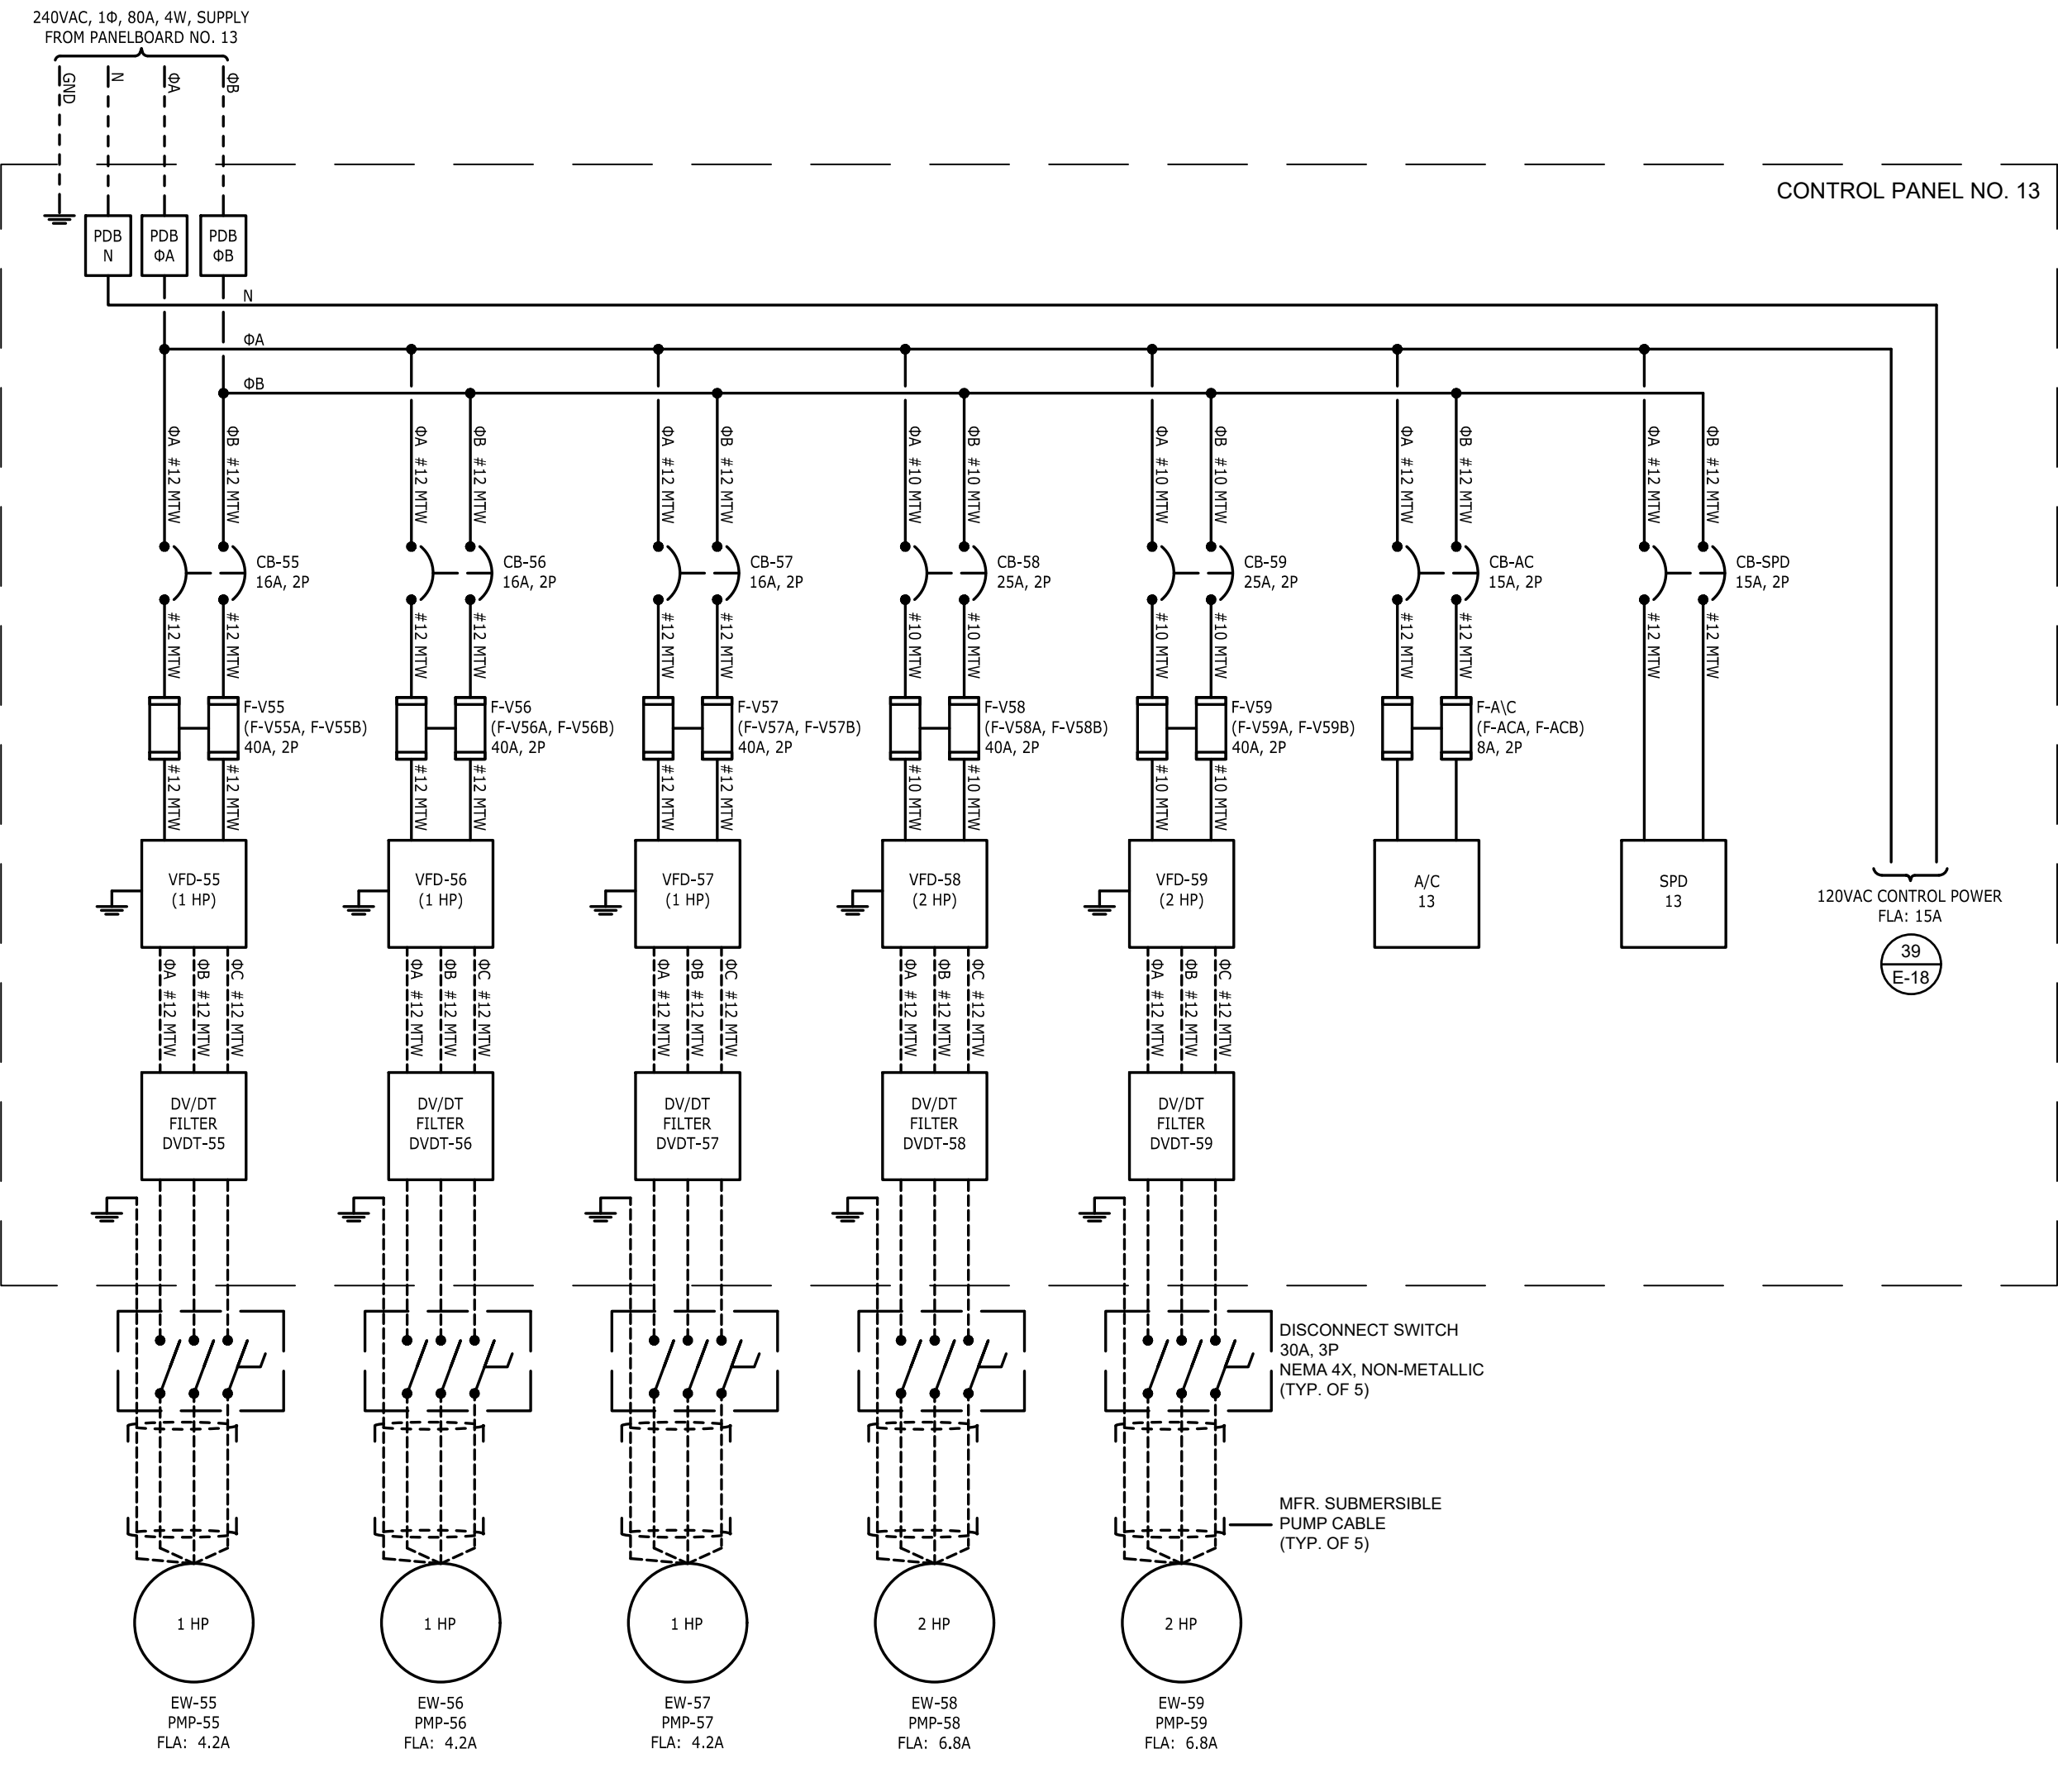 240VAC, 1Φ, 80A, 4W, SUPPLY
FROM PANELBOARD NO. 13
GND
N
ΦA
ΦB
CONTROL PANEL NO. 13
PDB
N
PDB
ΦA
PDB
ΦB
N
ΦA
ΦB
ΦA #12 MTW
ΦB #12 MTW
ΦA #12 MTW
ΦB #12 MTW
ΦA #12 MTW
ΦB #12 MTW
ΦA #10 MTW
ΦB #10 MTW
ΦA #10 MTW
ΦB #10 MTW
ΦA #12 MTW
ΦB #12 MTW
ΦA #12 MTW
ΦB #12 MTW
CB-55
16A, 2P
CB-56
16A, 2P
CB-57
16A, 2P
CB-58
25A, 2P
CB-59
25A, 2P
CB-AC
15A, 2P
CB-SPD
15A, 2P
#12 MTW
#12 MTW
#12 MTW
#12 MTW
#12 MTW
#12 MTW
#10 MTW
#10 MTW
#10 MTW
#10 MTW
#12 MTW
#12 MTW
#12 MTW
#12 MTW
F-V55
(F-V55A, F-V55B)
40A, 2P
F-V56
(F-V56A, F-V56B)
40A, 2P
F-V57
(F-V57A, F-V57B)
40A, 2P
F-V58
(F-V58A, F-V58B)
40A, 2P
F-V59
(F-V59A, F-V59B)
40A, 2P
F-A\C
(F-ACA, F-ACB)
8A, 2P
#12 MTW
#12 MTW
#12 MTW
#12 MTW
#12 MTW
#12 MTW
#10 MTW
#10 MTW
#10 MTW
#10 MTW
VFD-55
(1 HP)
VFD-56
(1 HP)
VFD-57
(1 HP)
VFD-58
(2 HP)
VFD-59
(2 HP)
A/C
13
SPD
13
120VAC CONTROL POWER
FLA: 15A
39
E-18
ΦA #12 MTW
ΦB #12 MTW
ΦC #12 MTW
ΦA #12 MTW
ΦB #12 MTW
ΦC #12 MTW
ΦA #12 MTW
ΦB #12 MTW
ΦC #12 MTW
ΦA #12 MTW
ΦB #12 MTW
ΦC #12 MTW
ΦA #12 MTW
ΦB #12 MTW
ΦC #12 MTW
DV/DT
FILTER
DVDT-55
DV/DT
FILTER
DVDT-56
DV/DT
FILTER
DVDT-57
DV/DT
FILTER
DVDT-58
DV/DT
FILTER
DVDT-59
DISCONNECT SWITCH
30A, 3P
NEMA 4X, NON-METALLIC
(TYP. OF 5)
MFR. SUBMERSIBLE
PUMP CABLE
(TYP. OF 5)
1 HP
1 HP
1 HP
2 HP
2 HP
EW-55
PMP-55
FLA: 4.2A
EW-56
PMP-56
FLA: 4.2A
EW-57
PMP-57
FLA: 4.2A
EW-58
PMP-58
FLA: 6.8A
EW-59
PMP-59
FLA: 6.8A